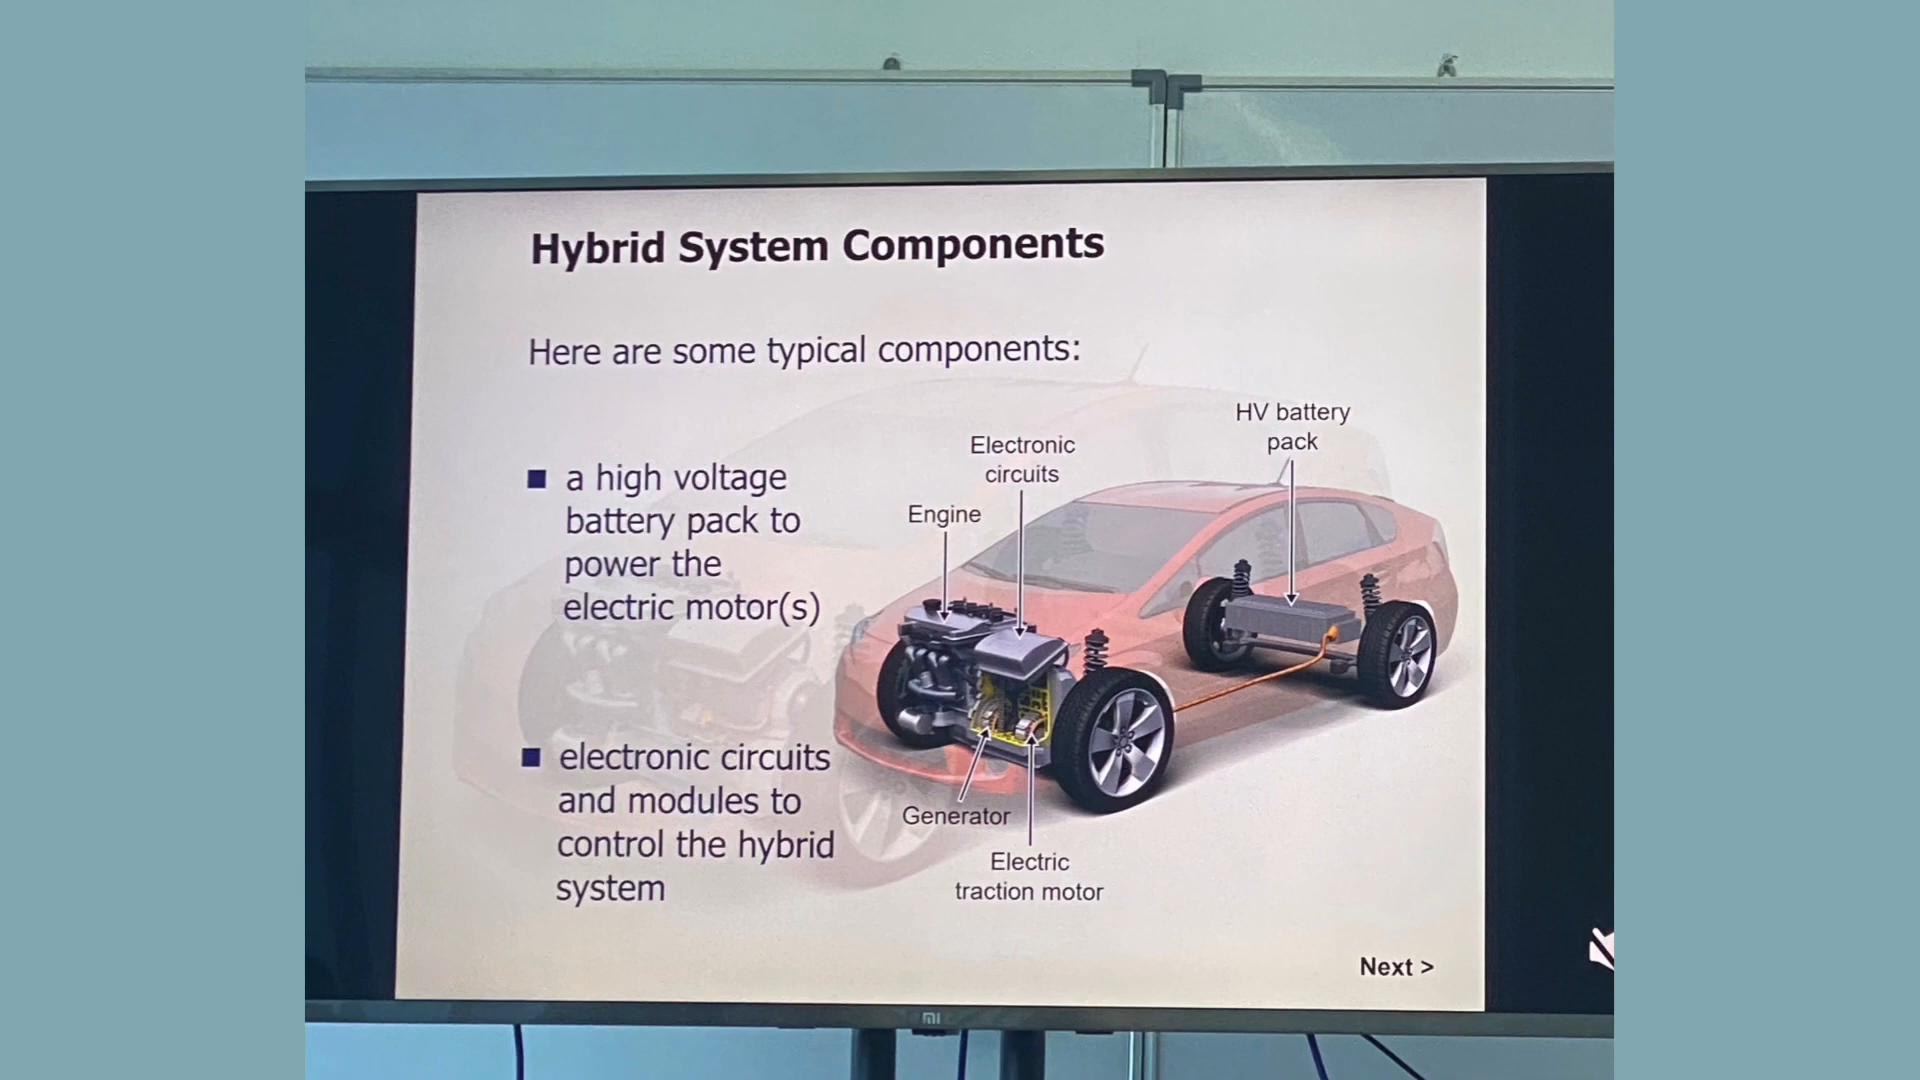 Hybrid System Components
Here are some typical components:
■ a high voltage
battery pack to
power the
electric motor(s)
■ electronic circuits
and modules to
control the hybrid
system
HV battery
pack
Electronic
circuits
Engine
Generator
Electric
traction motor
Next >
mi